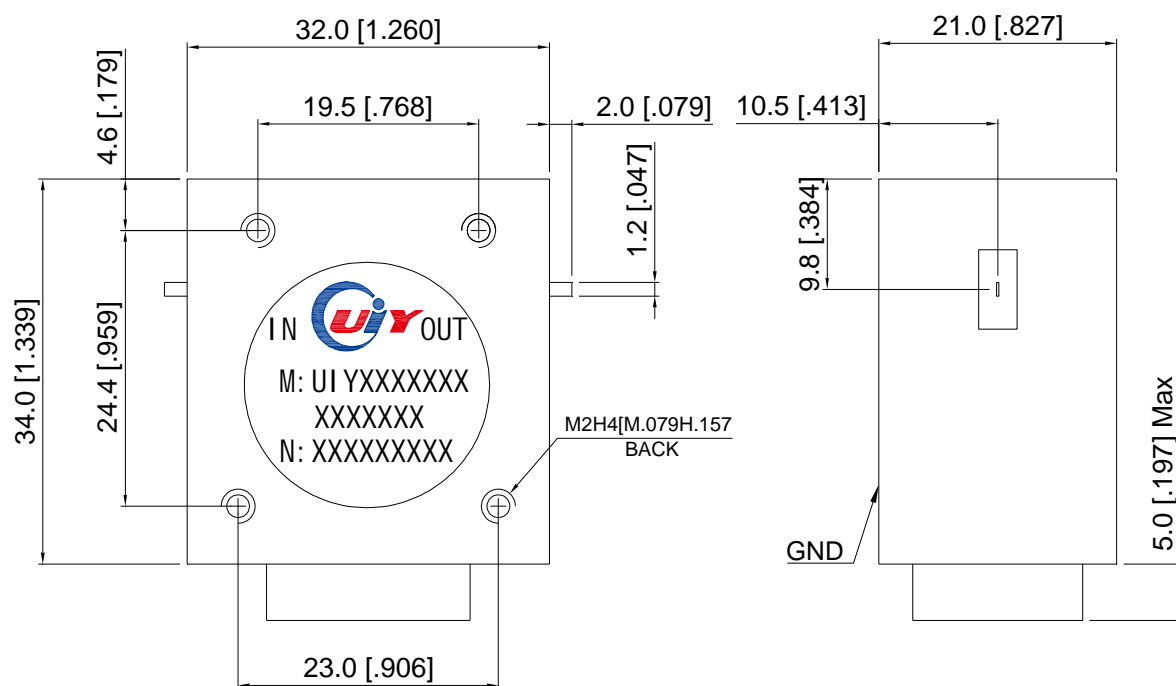 32.0 [1.260]
21.0 [.827]
4.6 [.179]
19.5 [.768]
2.0 [.079]
10.5 [.413]
1.2 [.047]
9.8 [.384]
34.0 [1.339]
24.4 [.959]
IN UiY OUT
M: UIYXXXXXXX
XXXXXXX
N: XXXXXXXXX
M2H4[M.079H.157
BACK
5.0 [.197] Max
GND
23.0 [.906]